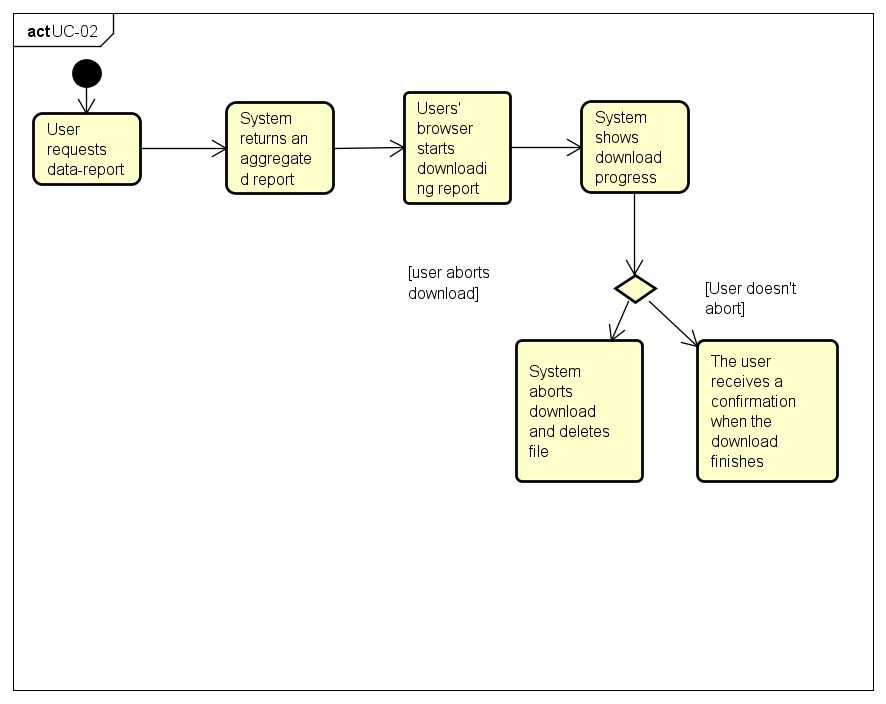 act UC-02
User
requests
data-report
System
returns an
aggregate
d report
Users'
browser
starts
downloadi
ng report
System
shows
download
progress
[user aborts
download]
[User doesn't
abort]
System
aborts
download
and deletes
file
The user
receives a
confirmation
when the
download
finishes